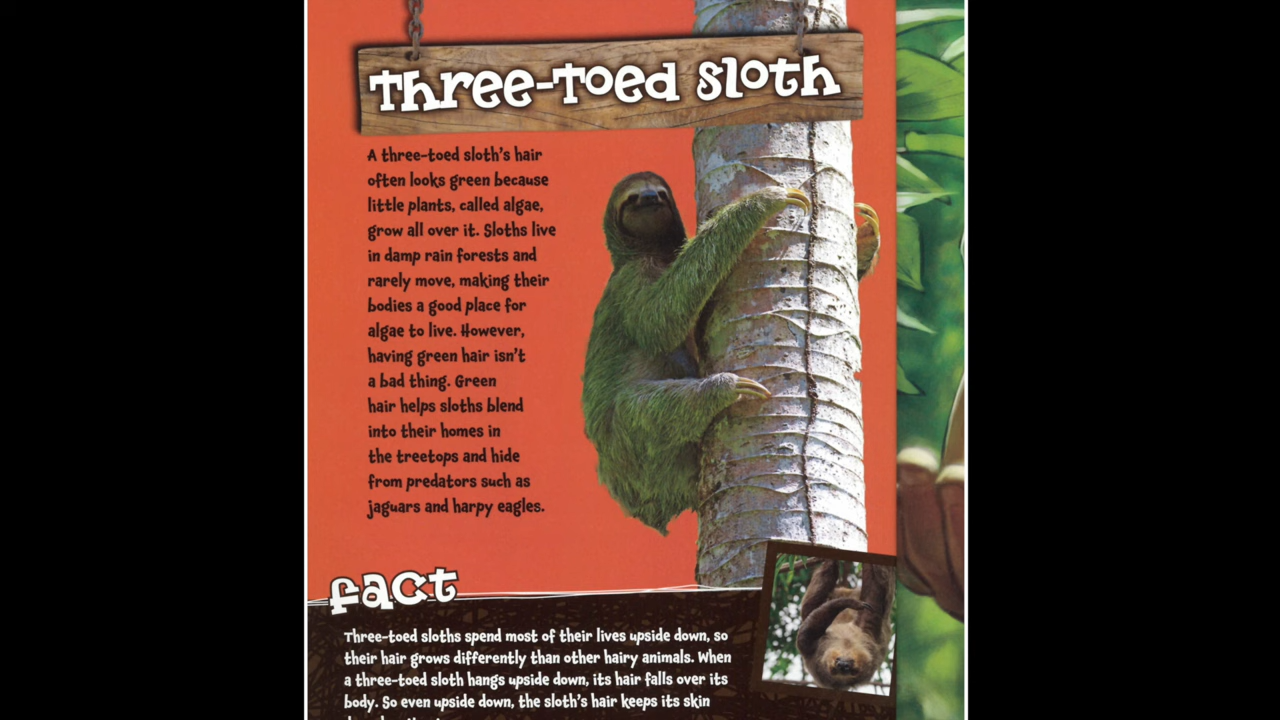 Three-Toed Sloth
A three-toed sloth's hair
often looks green because
little plants, called algae,
grow all over it. Sloths live
in damp rain forests and
rarely move, making their
bodies a good place for
algae to live. However,
having green hair isn't
a bad thing. Green
hair helps sloths blend
into their homes in
the treetops and hide
from predators such as
jaguars and harpy eagles.
fact
Three-toed sloths spend most of their lives upside down, so
their hair grows differently than other hairy animals. When
a three-toed sloth hangs upside down, its hair falls over its
body. So even upside down, the sloth's hair keeps its skin